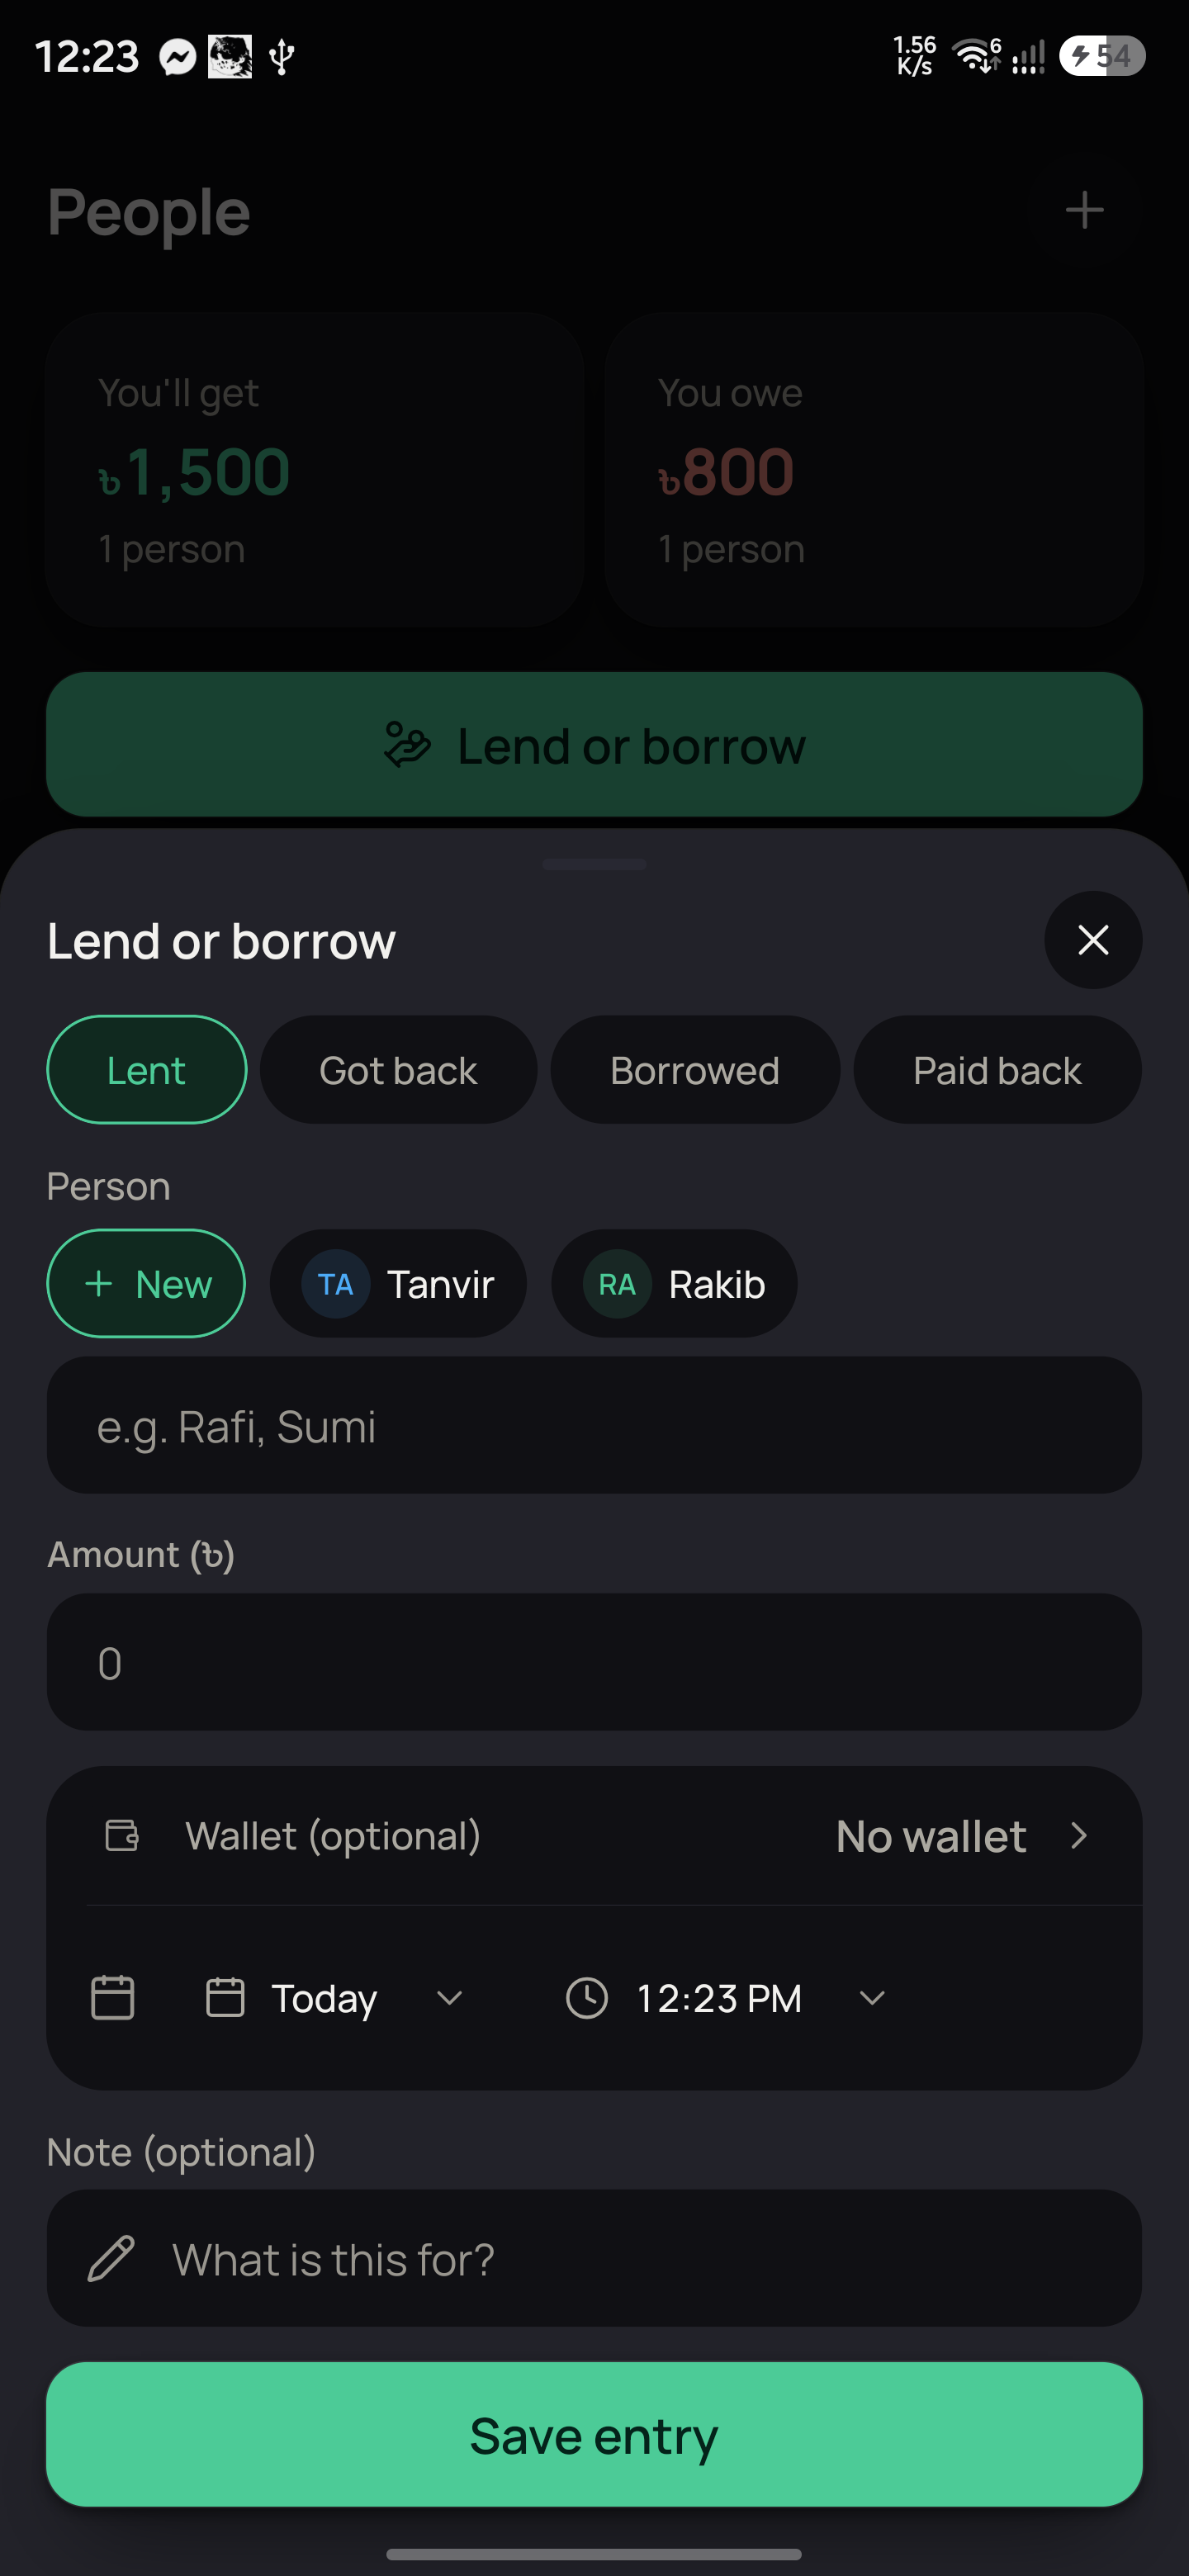 12:23
1.56 K/s
6
54
People
You'll get
৳1,500
1 person
You owe
৳800
1 person
Lend or borrow
Lend or borrow
Lent
Got back
Borrowed
Paid back
Person
New
TA Tanvir
RA Rakib
e.g. Rafi, Sumi
Amount (৳)
0
Wallet (optional)
No wallet
Today
12:23 PM
Note (optional)
What is this for?
Save entry